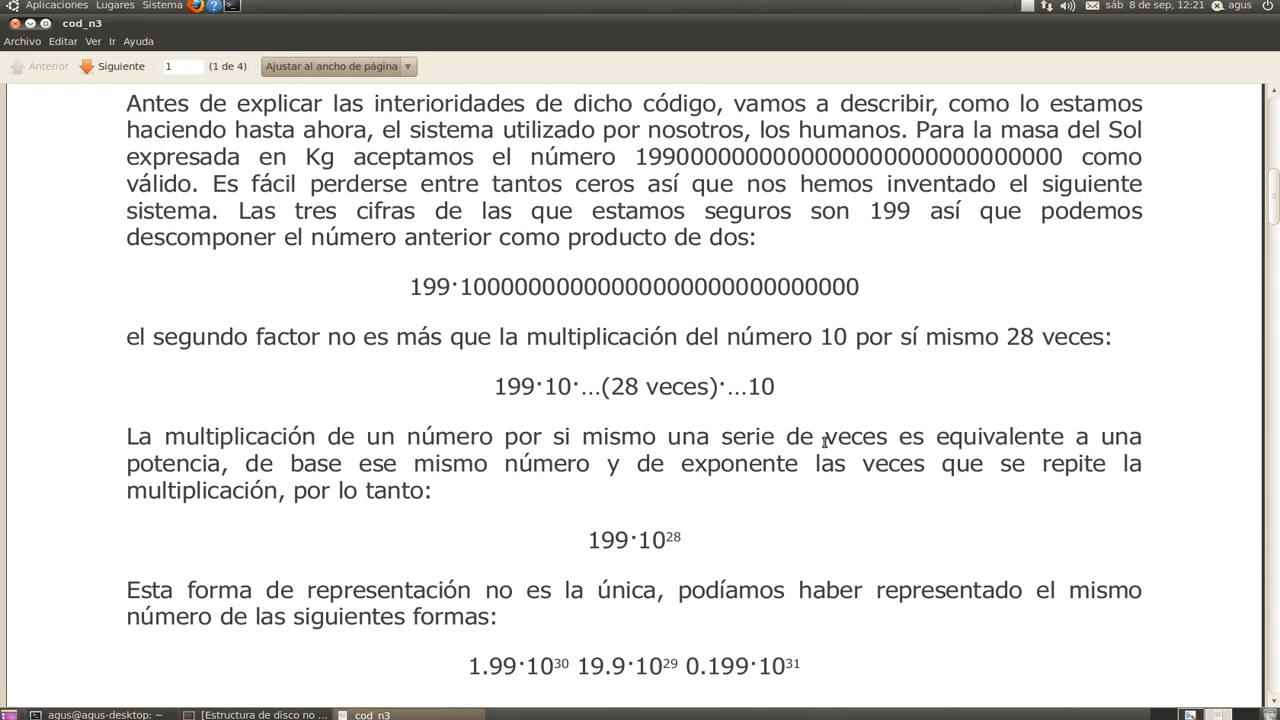 Aplicaciones Lugares Sistema
sáb 8 de sep, 12:21 agus
cod_n3
Archivo Editar Ver Ir Ayuda
Anterior Siguiente 1 (1 de 4) Ajustar al ancho de página
Antes de explicar las interioridades de dicho código, vamos a describir, como lo estamos
haciendo hasta ahora, el sistema utilizado por nosotros, los humanos. Para la masa del Sol
expresada en Kg aceptamos el número 1990000000000000000000000000000 como
válido. Es fácil perderse entre tantos ceros así que nos hemos inventado el siguiente
sistema. Las tres cifras de las que estamos seguros son 199 así que podemos
descomponer el número anterior como producto de dos:
199·10000000000000000000000000000
el segundo factor no es más que la multiplicación del número 10 por sí mismo 28 veces:
199·10·...(28 veces)·...10
La multiplicación de un número por si mismo una serie de veces es equivalente a una
potencia, de base ese mismo número y de exponente las veces que se repite la
multiplicación, por lo tanto:
199·10²⁸
Esta forma de representación no es la única, podíamos haber representado el mismo
número de las siguientes formas:
1.99·10³⁰ 19.9·10²⁹ 0.199·10³¹
agus@agus-desktop: ~ [Estructura de disco no ... cod_n3